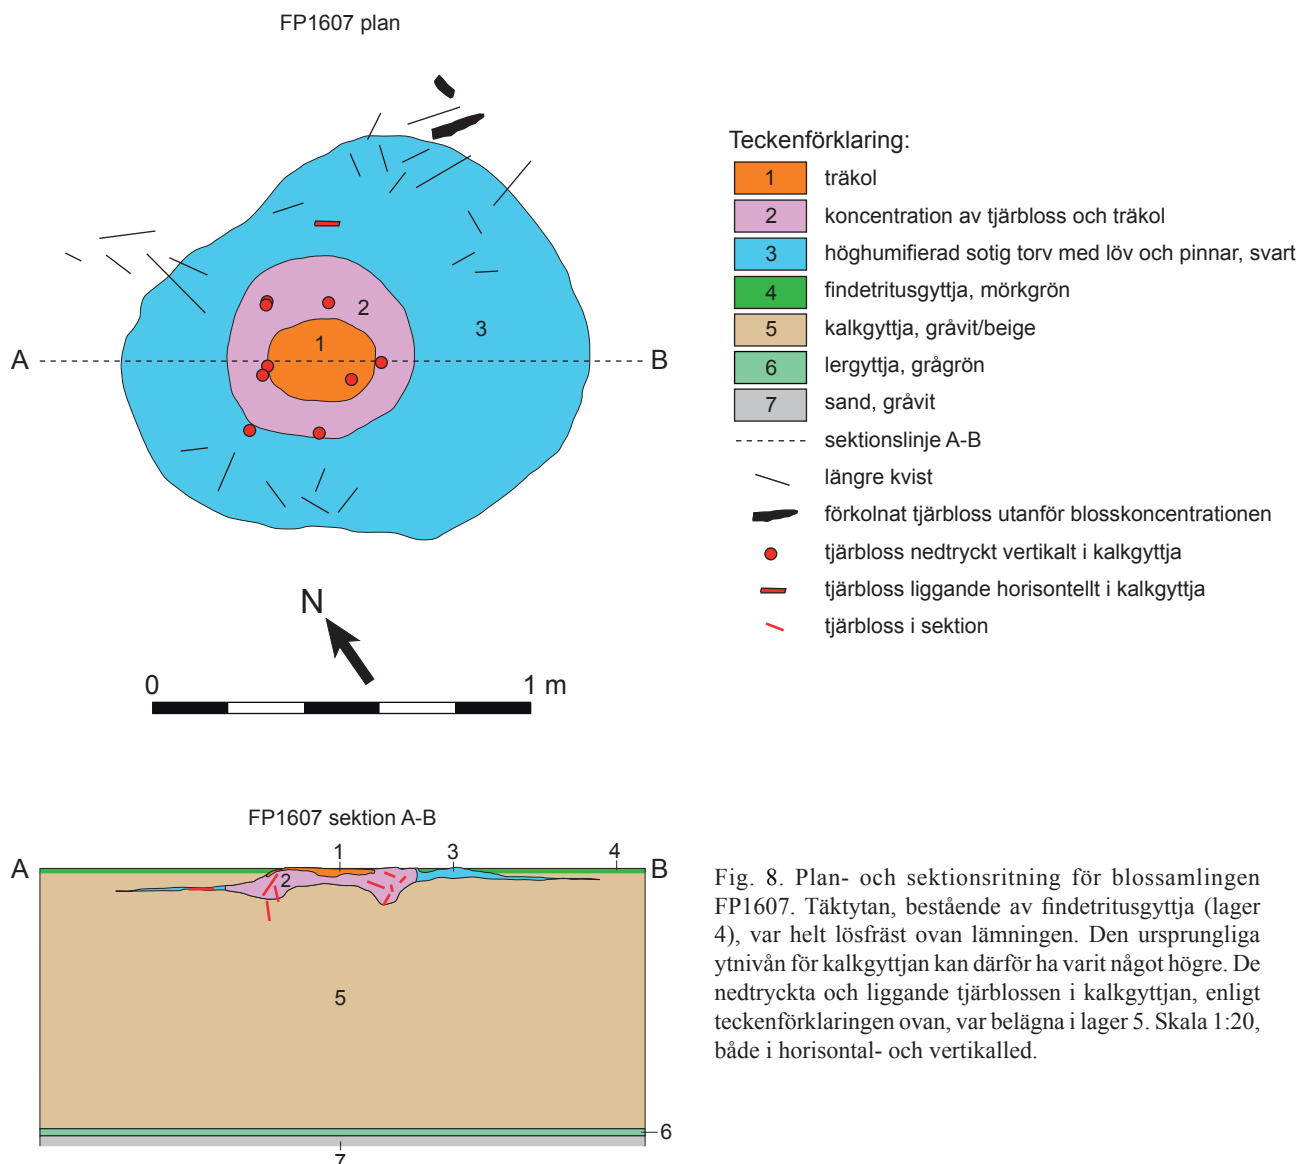 FP1607 plan
A
B
1
2
3
N
0
1 m
Teckenförklaring:
1 träkol
2 koncentration av tjärbloss och träkol
3 höghumifierad sotig torv med löv och pinnar, svart
4 findetritusgyttja, mörkgrön
5 kalkgyttja, gråvit/beige
6 lergyttja, grågrön
7 sand, gråvit
sektionslinje A-B
längre kvist
förkolnat tjärbloss utanför blosskoncentrationen
tjärbloss nedtryckt vertikalt i kalkgyttja
tjärbloss liggande horisontellt i kalkgyttja
tjärbloss i sektion
FP1607 sektion A-B
A
1
3
4
B
2
5
6
7
Fig. 8. Plan- och sektionsritning för blossamlingen
FP1607. Täktytan, bestående av findetritusgyttja (lager
4), var helt lösfräst ovan lämningen. Den ursprungliga
ytnivån för kalkgyttjan kan därför ha varit något högre. De
nedtryckta och liggande tjärblossen i kalkgyttjan, enligt
teckenförklaringen ovan, var belägna i lager 5. Skala 1:20,
både i horisontal- och vertikalled.